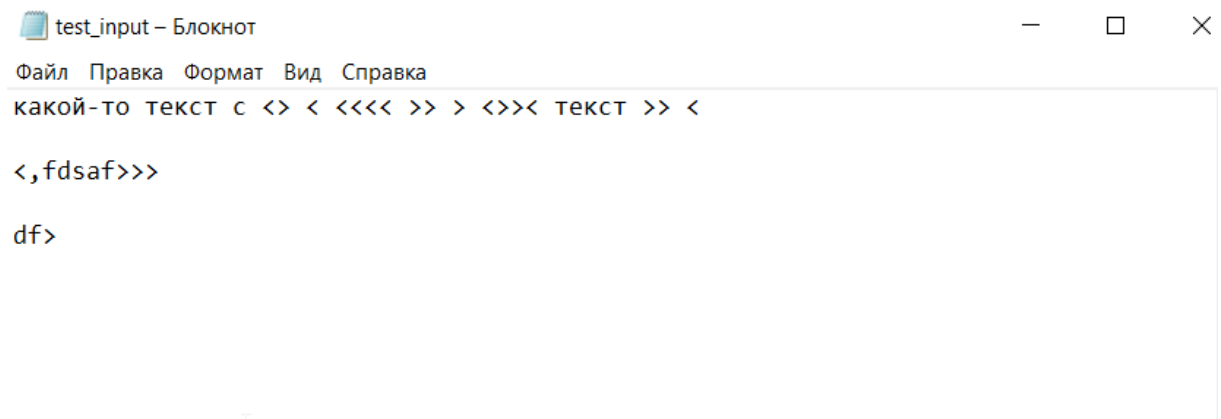 test_input – Блокнот
Файл Правка Формат Вид Справка
какой-то текст с <> < <<<< >> > <>>< текст >> <
<,fdsaf>>>
df>